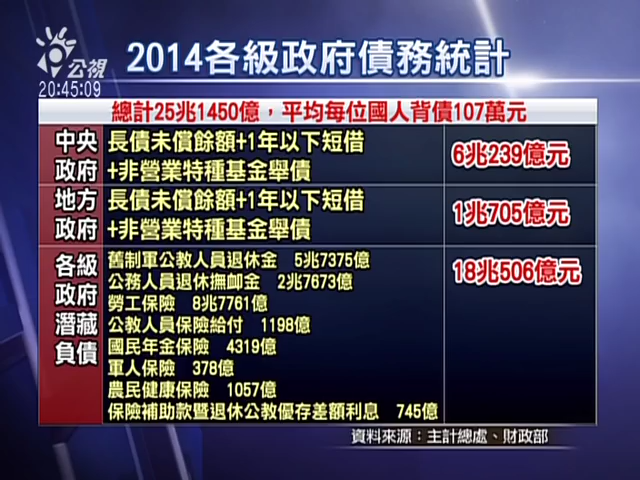 公視
20:45:09
2014各級政府債務統計
總計25兆1450億，平均每位國人背債107萬元
中央政府
長債未償餘額+1年以下短借
+非營業特種基金舉債
6兆239億元
地方政府
長債未償餘額+1年以下短借
+非營業特種基金舉債
1兆705億元
各級政府潛藏負債
舊制軍公教人員退休金 5兆7375億
公務人員退休撫卹金 2兆7673億
勞工保險 8兆7761億
公教人員保險給付 1198億
國民年金保險 4319億
軍人保險 378億
農民健康保險 1057億
保險補助款暨退休公教優存差額利息 745億
18兆506億元
資料來源：主計總處、財政部